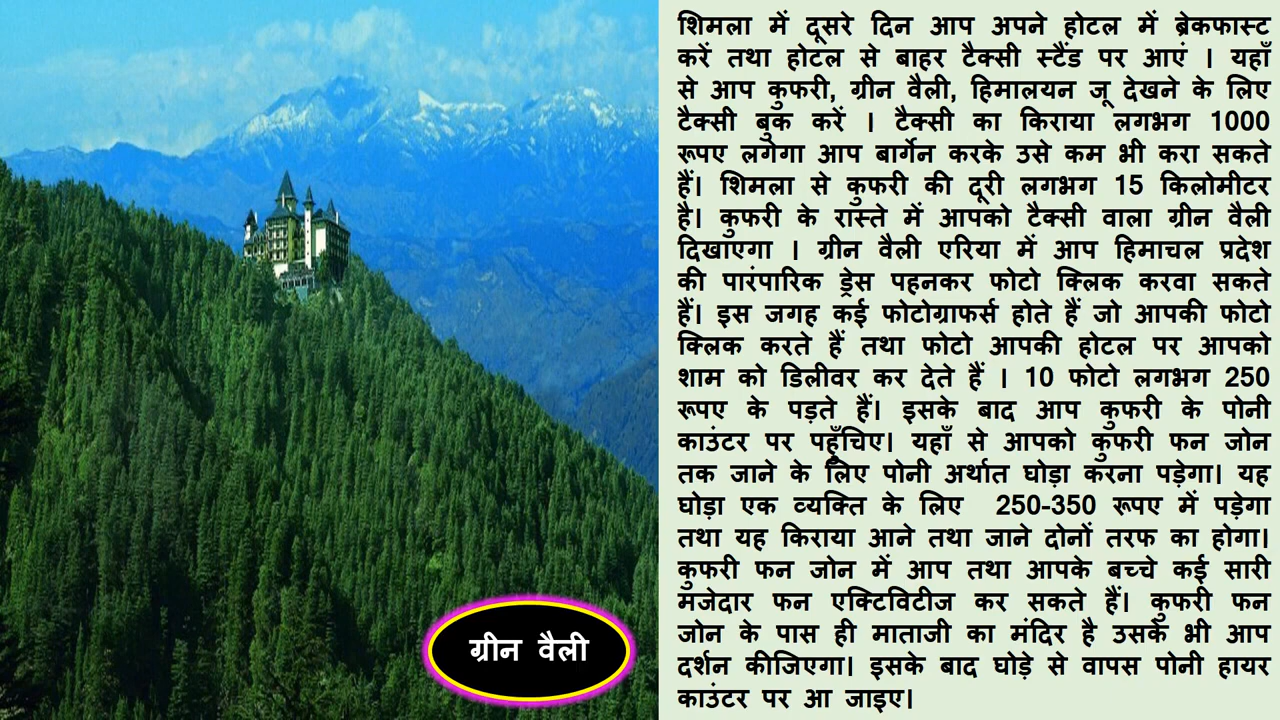 शिमला में दूसरे दिन आप अपने होटल में ब्रेकफास्ट
करें तथा होटल से बाहर टैक्सी स्टैंड पर आएं । यहाँ
से आप कुफरी, ग्रीन वैली, हिमालयन जू देखने के लिए
टैक्सी बुक करें । टैक्सी का किराया लगभग 1000
रूपए लगेगा आप बार्गेन करके उसे कम भी करा सकते
हैं। शिमला से कुफरी की दूरी लगभग 15 किलोमीटर
है। कुफरी के रास्ते में आपको टैक्सी वाला ग्रीन वैली
दिखाएगा । ग्रीन वैली एरिया में आप हिमाचल प्रदेश
की पारंपारिक ड्रेस पहनकर फोटो क्लिक करवा सकते
हैं। इस जगह कई फोटोग्राफर्स होते हैं जो आपकी फोटो
क्लिक करते हैं तथा फोटो आपकी होटल पर आपको
शाम को डिलीवर कर देते हैं । 10 फोटो लगभग 250
रूपए के पड़ते हैं। इसके बाद आप कुफरी के पोनी
काउंटर पर पहुँचिए। यहाँ से आपको कुफरी फन जोन
तक जाने के लिए पोनी अर्थात घोड़ा करना पड़ेगा। यह
घोड़ा एक व्यक्ति के लिए 250-350 रूपए में पड़ेगा
तथा यह किराया आने तथा जाने दोनों तरफ का होगा।
कुफरी फन जोन में आप तथा आपके बच्चे कई सारी
मजेदार फन एक्टिविटीज कर सकते हैं। कुफरी फन
जोन के पास ही माताजी का मंदिर है उसके भी आप
दर्शन कीजिएगा। इसके बाद घोड़े से वापस पोनी हायर
काउंटर पर आ जाइए।
ग्रीन वैली